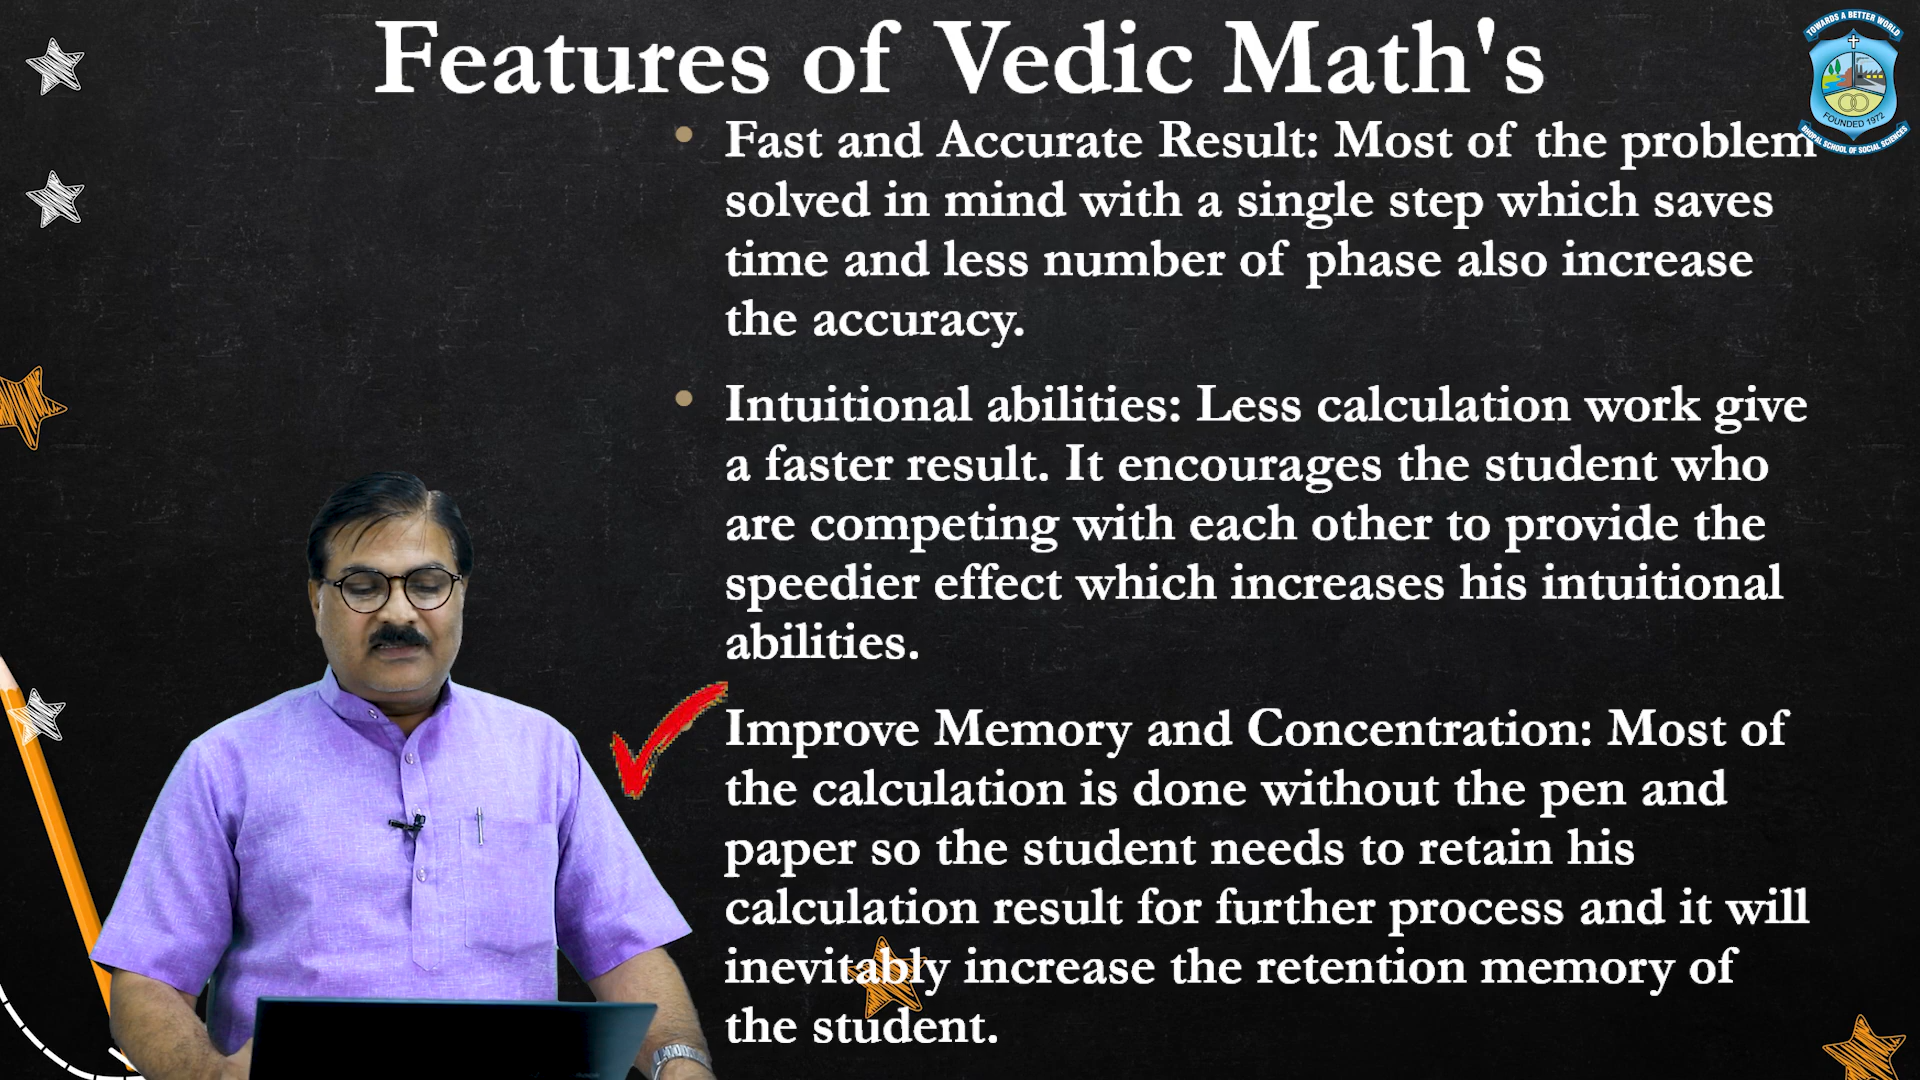 Features of Vedic Math's
TOWARDS A BETTER WORLD
FOUNDED 1972
BHOPAL SCHOOL OF SOCIAL SCIENCES
Fast and Accurate Result: Most of the problem
solved in mind with a single step which saves
time and less number of phase also increase
the accuracy.
Intuitional abilities: Less calculation work give
a faster result. It encourages the student who
are competing with each other to provide the
speedier effect which increases his intuitional
abilities.
Improve Memory and Concentration: Most of
the calculation is done without the pen and
paper so the student needs to retain his
calculation result for further process and it will
inevitably increase the retention memory of
the student.